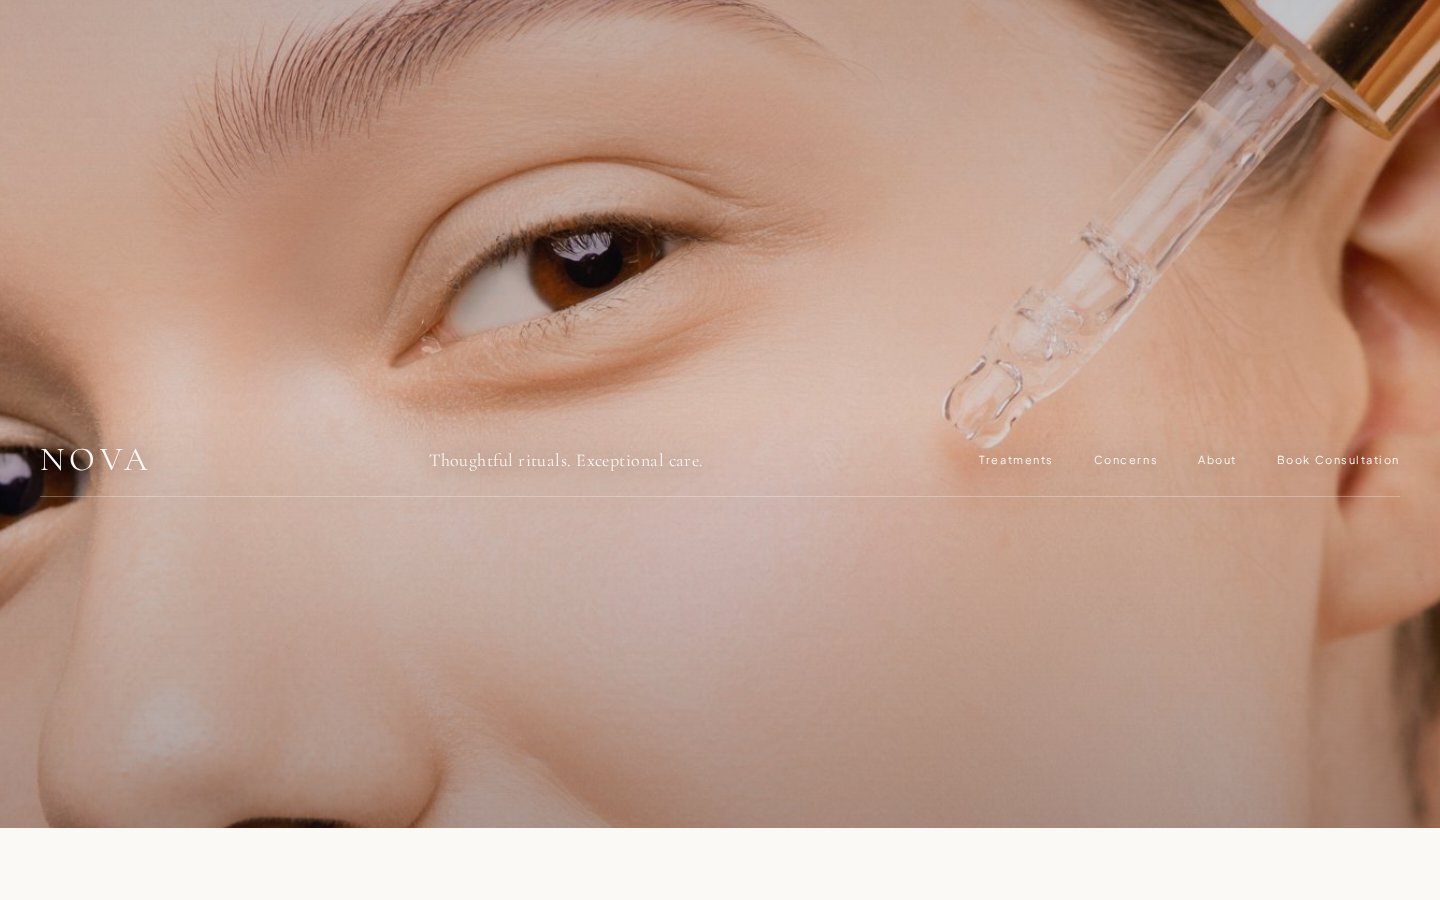 NOVA
Thoughtful rituals. Exceptional care.
Treatments
Concerns
About
Book Consultation